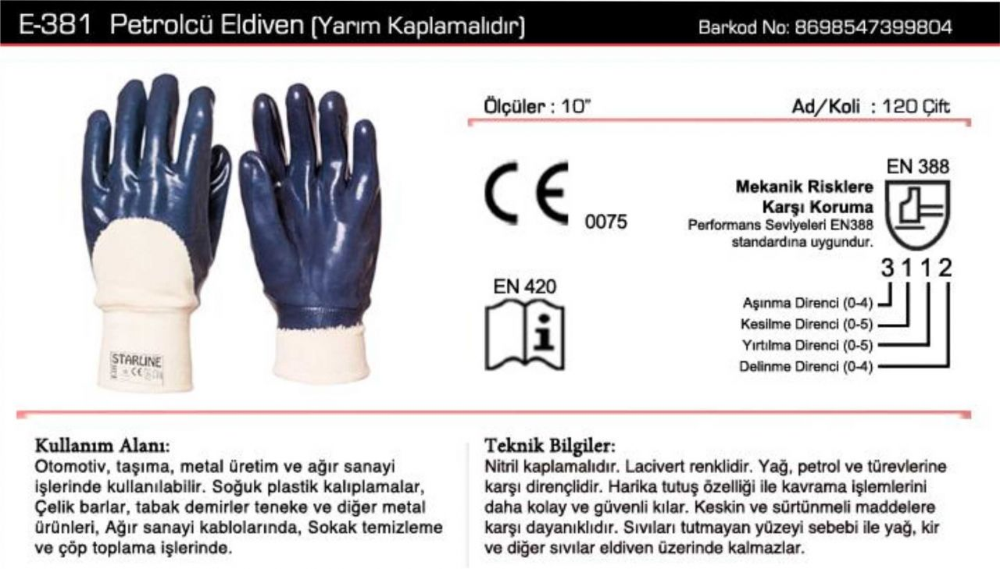 E-381 Petrolcü Eldiven (Yarım Kaplamalıdır)
Barkod No: 8698547399804
Ölçüler : 10”
Ad/Koli : 120 Çift
CE 0075
EN 388
Mekanik Risklere
Karşı Koruma
Performans Seviyeleri EN388
standardına uygundur.
3 1 1 2
Aşınma Direnci (0-4)
Kesilme Direnci (0-5)
Yırtılma Direnci (0-5)
Delinme Direnci (0-4)
EN 420
i
STARLINE
CE
Kullanım Alanı:
Otomotiv, taşıma, metal üretim ve ağır sanayi
işlerinde kullanılabilir. Soğuk plastik kalıplamalar,
Çelik barlar, tabak demirler teneke ve diğer metal
ürünleri, Ağır sanayi kablolarında, Sokak temizleme
ve çöp toplama işlerinde.
Teknik Bilgiler:
Nitril kaplamalıdır. Lacivert renklidir. Yağ, petrol ve türevlerine
karşı dirençlidir. Harika tutuş özelliği ile kavrama işlemlerini
daha kolay ve güvenli kılar. Keskin ve sürtünmeli maddelere
karşı dayanıklıdır. Sıvıları tutmayan yüzeyi sebebi ile yağ, kir
ve diğer sıvılar eldiven üzerinde kalmazlar.